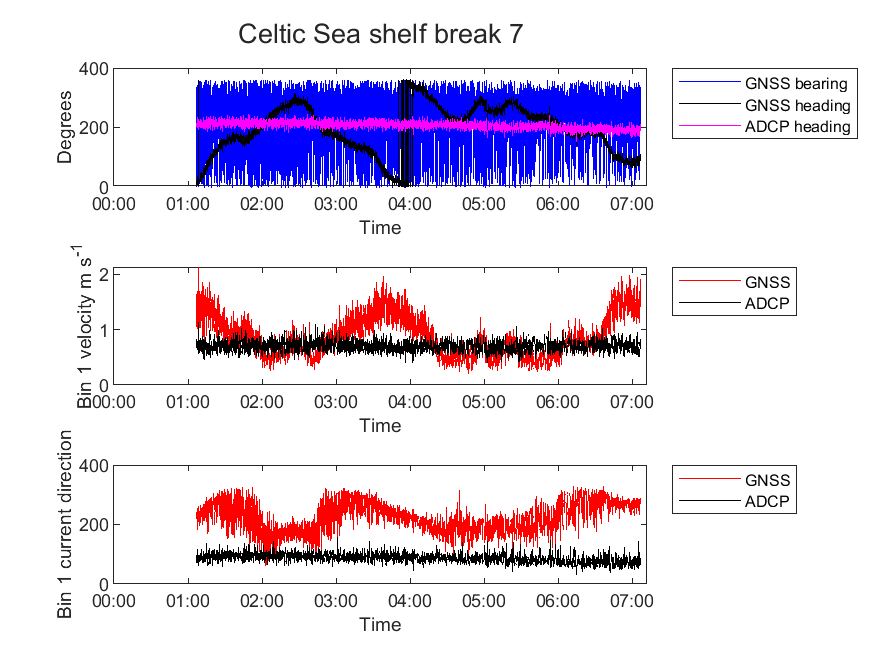 Celtic Sea shelf break 7
Degrees
400
200
0
00:00 01:00 02:00 03:00 04:00 05:00 06:00 07:00
Time
GNSS bearing
GNSS heading
ADCP heading
Bin 1 velocity m s-1
2
1
0
00:00 01:00 02:00 03:00 04:00 05:00 06:00 07:00
Time
GNSS
ADCP
Bin 1 current direction
400
200
0
00:00 01:00 02:00 03:00 04:00 05:00 06:00 07:00
Time
GNSS
ADCP